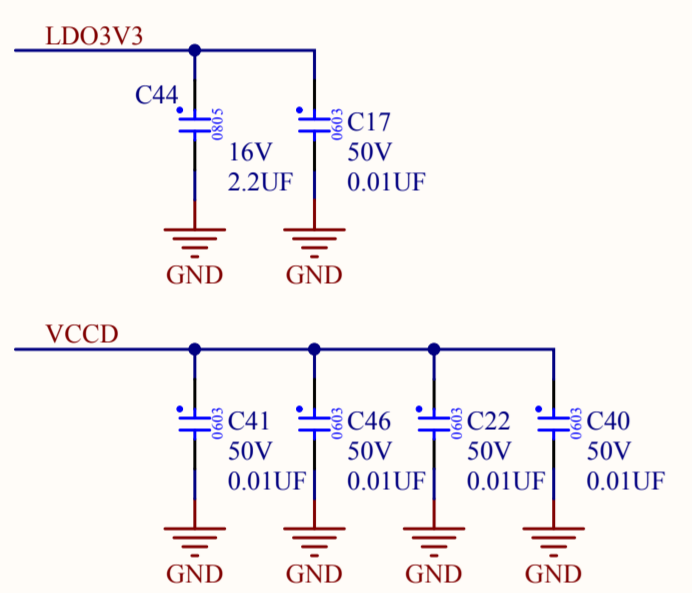 LDO3V3
C44
0805
16V
2.2UF
0603
C17
50V
0.01UF
GND
GND
VCCD
0603
C41
50V
0.01UF
0603
C46
50V
0.01UF
0603
C22
50V
0.01UF
0603
C40
50V
0.01UF
GND
GND
GND
GND